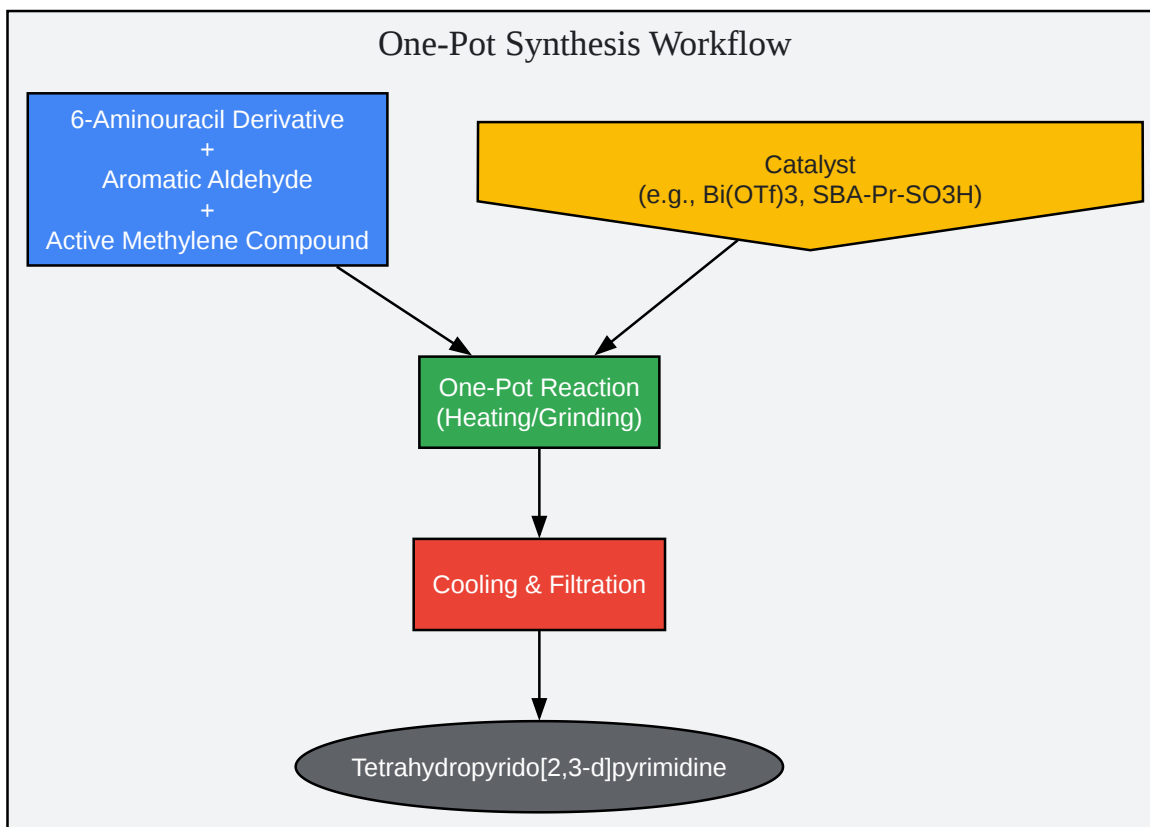 One-Pot Synthesis Workflow
6-Aminouracil Derivative
+
Aromatic Aldehyde
+
Active Methylene Compound
Catalyst
(e.g., Bi(OTf)3, SBA-Pr-SO3H)
One-Pot Reaction
(Heating/Grinding)
Cooling & Filtration
Tetrahydropyrido[2,3-d]pyrimidine